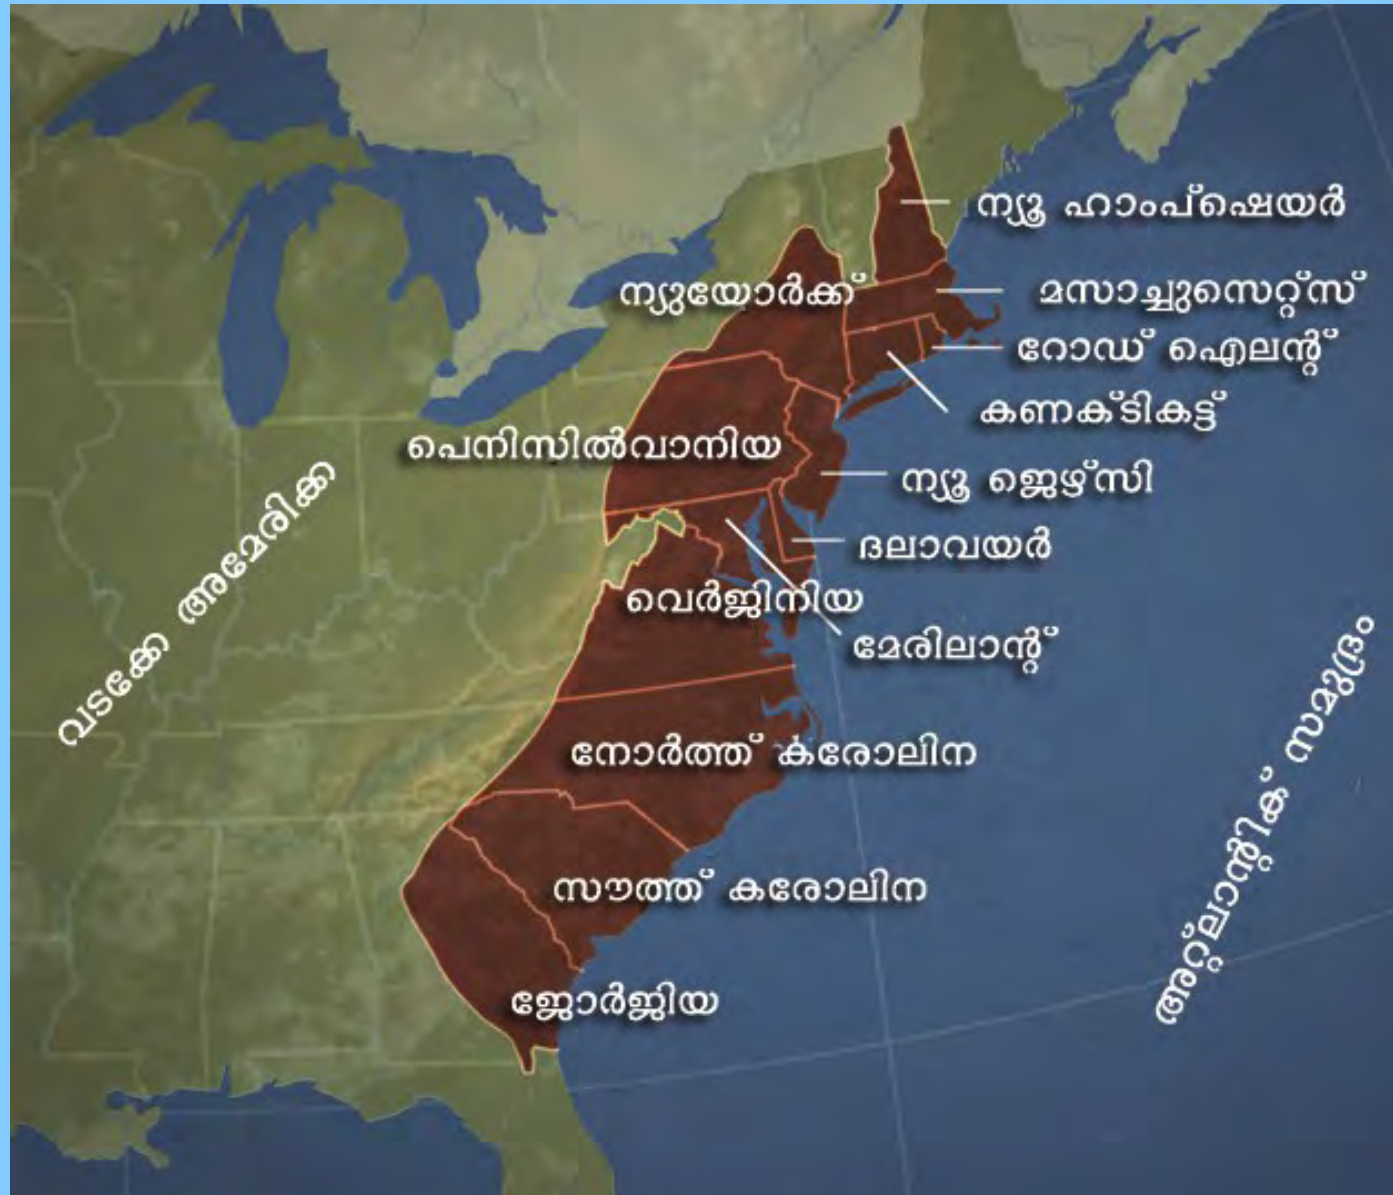 ന്യൂ ഹാംപ്ഷെയർ
ന്യുയോർക്ക്
മസാച്ചുസെറ്റ്സ്
റോഡ് ഐലന്റ്
കണക്ടികട്ട്
പെനിസിൽവാനിയ
ന്യൂ ജെഴ്സി
ദലാവയർ
വെർജിനിയ
മേരിലാന്റ്
വടക്കേ അമേരിക്ക
നോർത്ത് കരോലിന
അറ്റ്ലാന്റിക് സമുദ്രം
സൗത്ത് കരോലിന
ജോർജിയ